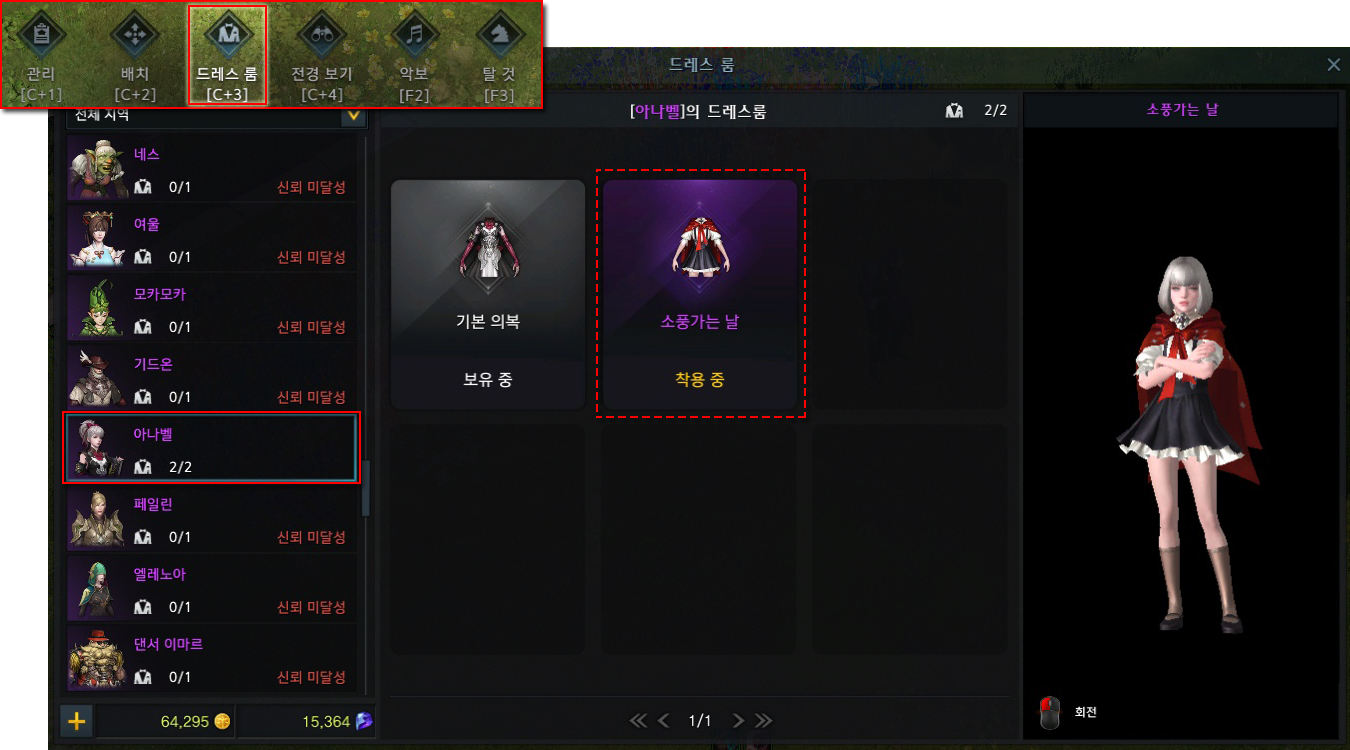 관리
[C+1]
배치
[C+2]
드레스 룸
[C+3]
전경 보기
[C+4]
악보
[F2]
탈 것
[F3]
드레스 룸
전체 지역
네스
0/1
신뢰 미달성
여울
0/1
신뢰 미달성
모카모카
0/1
신뢰 미달성
기드온
0/1
신뢰 미달성
아나벨
2/2
페일린
0/1
신뢰 미달성
엘레노아
0/1
신뢰 미달성
댄서 이마르
0/1
신뢰 미달성
64,295
15,364
[아나벨]의 드레스룸
2/2
기본 의복
보유 중
소풍가는 날
착용 중
1/1
소풍가는 날
회전